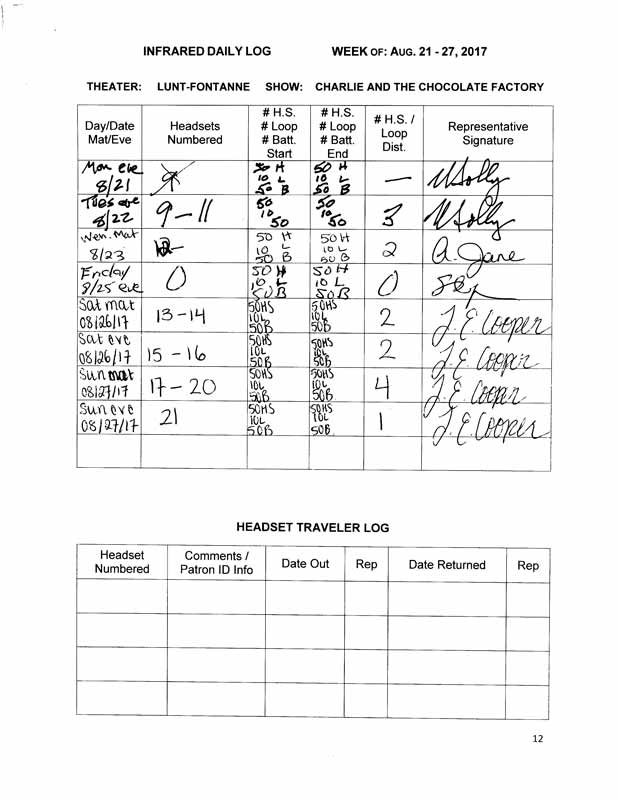 INFRARED DAILY LOG WEEK OF: AUG. 21 - 27, 2017
THEATER: LUNT-FONTANNE SHOW: CHARLIE AND THE CHOCOLATE FACTORY
Day/Date Mat/Eve Headsets Numbered # H.S. # Loop # Batt. Start # H.S. # Loop # Batt. End # H.S. / Loop Dist. Representative Signature
Mon eve 8/21 50 H 10 L 50 B 50 H 10 L 50 B —
Tues eve 8/22 9-11 50 10 50 50 10 50 3
Wen. Mat 8/23 50 H 10 L 50 B 50 H 10 L 50 B 2 A. Jane
Friday 8/25 eve 0 50 H 10 L 50 B 50 H 10 L 50 B 0
Sat mat 08/26/17 13-14 50HS 10L 50B 50HS 10L 50B 2 J. E. Cooper
Sat eve 08/26/17 15-16 50HS 10L 50B 50HS 10L 50B 2 J. E. Cooper
Sun mat 08/27/17 17-20 50HS 10L 50B 50HS 10L 50B 4 J. E. Cooper
Sun eve 08/27/17 21 50HS 10L 50B 50HS 10L 50B 1 J. E. Cooper
HEADSET TRAVELER LOG
Headset Numbered Comments / Patron ID Info Date Out Rep Date Returned Rep
12